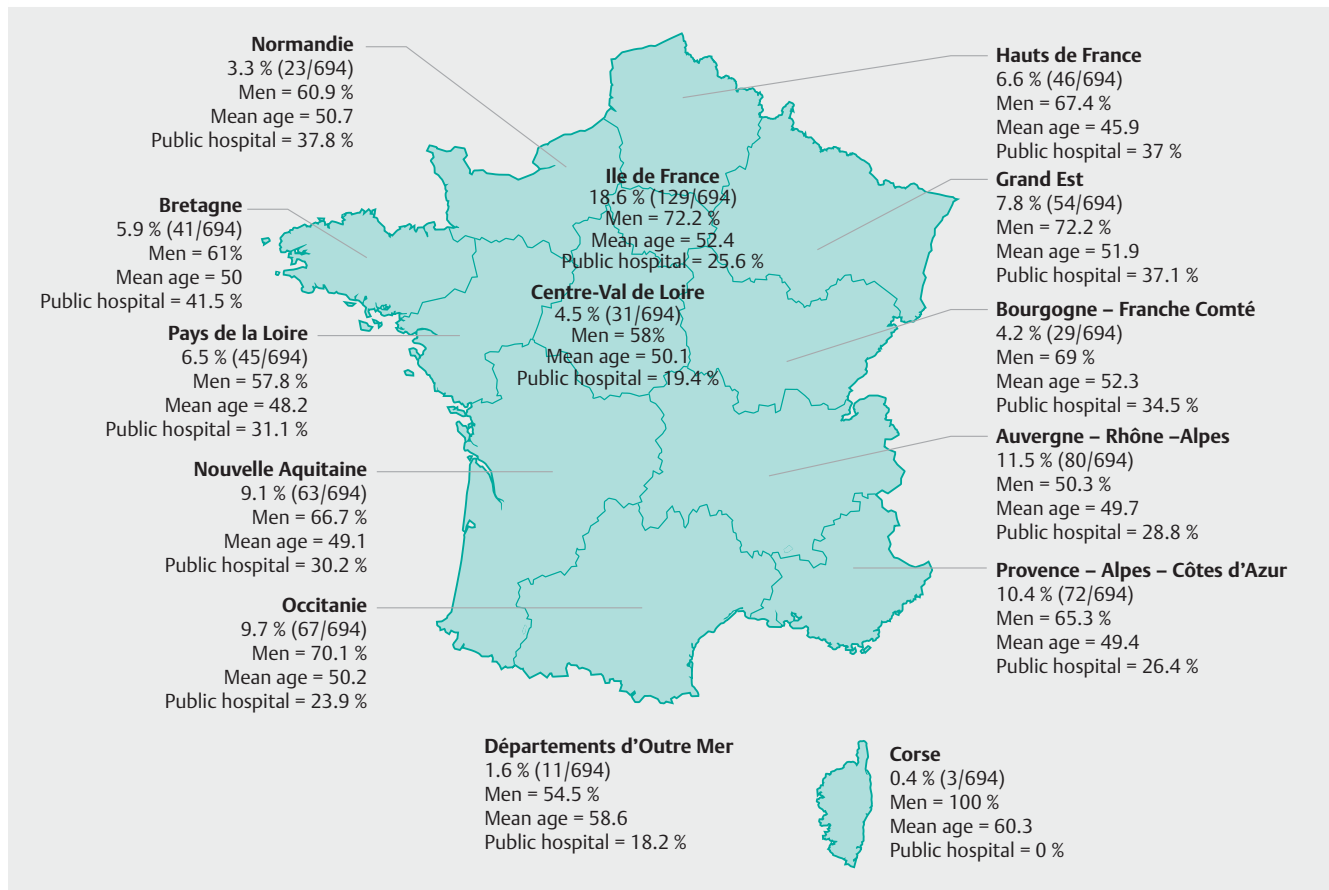 Normandie
3.3 % (23/694)
Men = 60.9 %
Mean age = 50.7
Public hospital = 37.8 %
Bretagne
5.9 % (41/694)
Men = 61%
Mean age = 50
Public hospital = 41.5 %
Pays de la Loire
6.5 % (45/694)
Men = 57.8 %
Mean age = 48.2
Public hospital = 31.1 %
Nouvelle Aquitaine
9.1 % (63/694)
Men = 66.7 %
Mean age = 49.1
Public hospital = 30.2 %
Occitanie
9.7 % (67/694)
Men = 70.1 %
Mean age = 50.2
Public hospital = 23.9 %
Ile de France
18.6 % (129/694)
Men = 72.2 %
Mean age = 52.4
Public hospital = 25.6 %
Centre-Val de Loire
4.5 % (31/694)
Men = 58%
Mean age = 50.1
Public hospital = 19.4 %
Hauts de France
6.6 % (46/694)
Men = 67.4 %
Mean age = 45.9
Public hospital = 37 %
Grand Est
7.8 % (54/694)
Men = 72.2 %
Mean age = 51.9
Public hospital = 37.1 %
Bourgogne – Franche Comté
4.2 % (29/694)
Men = 69 %
Mean age = 52.3
Public hospital = 34.5 %
Auvergne – Rhône –Alpes
11.5 % (80/694)
Men = 50.3 %
Mean age = 49.7
Public hospital = 28.8 %
Provence – Alpes – Côtes d’Azur
10.4 % (72/694)
Men = 65.3 %
Mean age = 49.4
Public hospital = 26.4 %
Départements d’Outre Mer
1.6 % (11/694)
Men = 54.5 %
Mean age = 58.6
Public hospital = 18.2 %
Corse
0.4 % (3/694)
Men = 100 %
Mean age = 60.3
Public hospital = 0 %